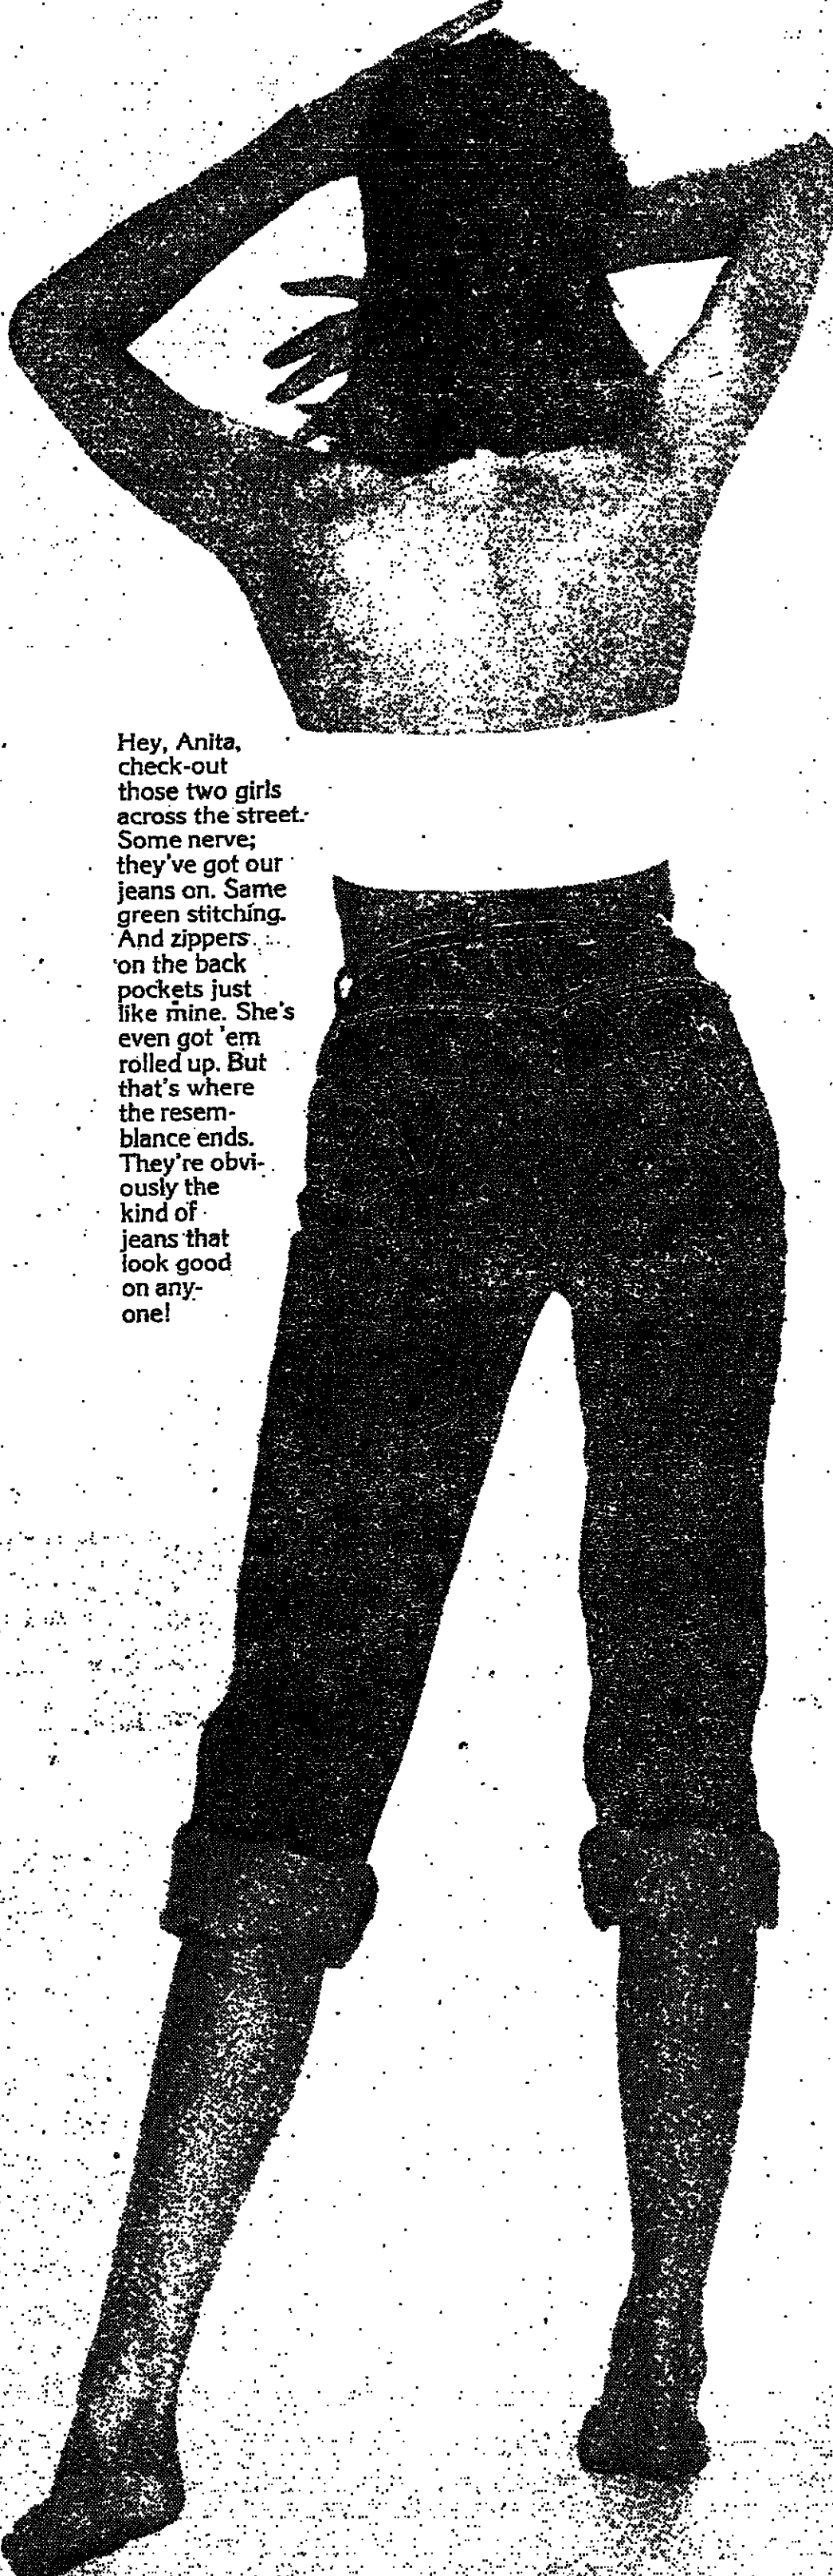 Hey, Anita,
check-out
those two girls
across the street.
Some nerve;
they've got our
jeans on. Same
green stitching.
And zippers
on the back
pockets just
like mine. She's
even got 'em
rolled up. But
that's where
the resem-
blance ends.
They're obvi-
ously the
kind of
jeans that
look good
on any-
one!